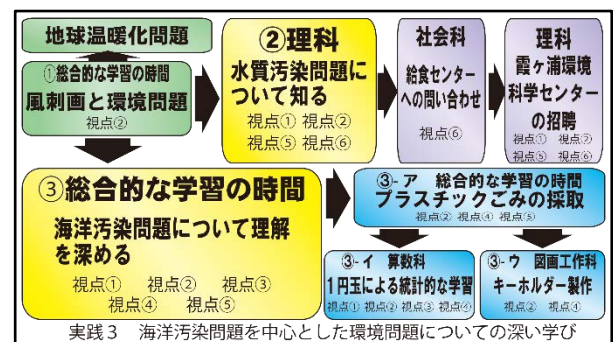 地球温暖化問題
①総合的な学習の時間
風刺画と環境問題
視点②
②理科
水質汚染問題に
ついて知る
視点① 視点②
視点⑤ 視点⑥
社会科
給食センター
への問い合わせ
視点⑥
理科
霞ヶ浦環境
科学センター
の招聘
視点① 視点②
視点⑤ 視点⑥
③総合的な学習の時間
海洋汚染問題について理解
を深める
視点① 視点② 視点③
視点④ 視点⑤
③-ア 総合的な学習の時間
プラスチックごみの採取
視点② 視点④ 視点⑤
③-イ 算数科
1円玉による統計的な学習
視点① 視点② 視点③ 視点④
③-ウ 図画工作科
キーホルダー製作
視点② 視点④
実践3 海洋汚染問題を中心とした環境問題についての深い学び